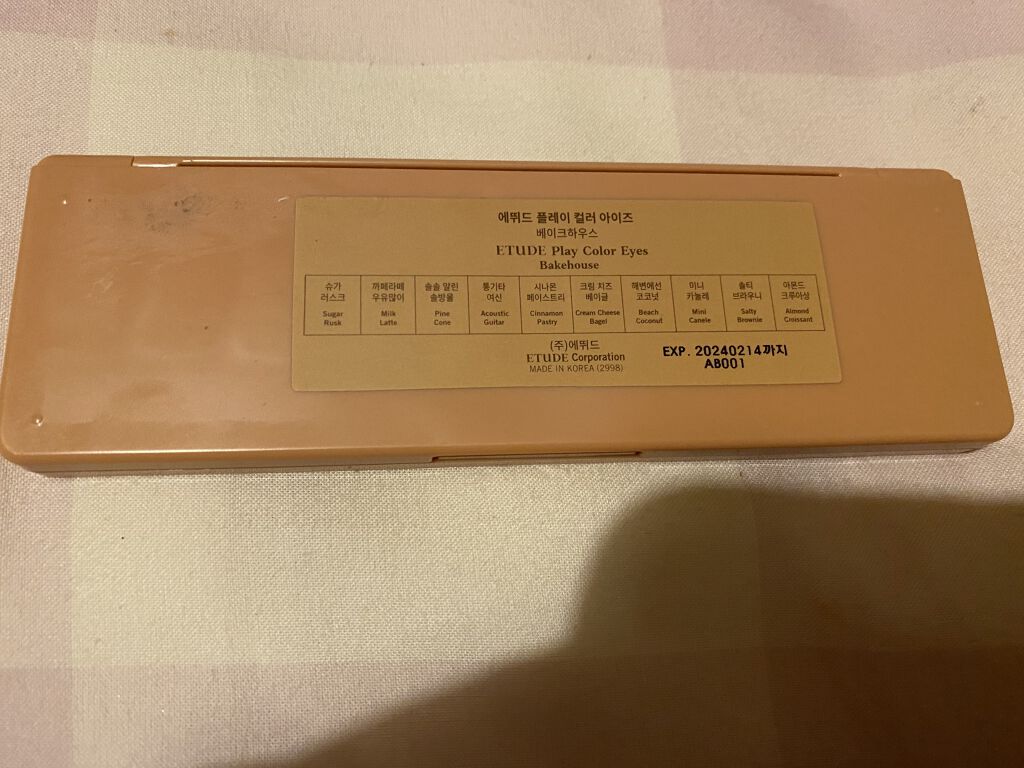 에뛰드 플레이 컬러 아이즈
베이크하우스
ETUDE Play Color Eyes
Bakehouse
슈가 러스크 Sugar Rusk
까페라떼 우유많이 Milk Latte
솔솔 말린 솔방울 Pine Cone
통기타 여신 Acoustic Guitar
시나몬 페이스트리 Cinnamon Pastry
크림 치즈 베이글 Cream Cheese Bagel
해변에선 코코넛 Beach Coconut
미니 카눌레 Mini Canele
솔티 브라우니 Salty Brownie
아몬드 크루아상 Almond Croissant
(주)에뛰드
ETUDE Corporation
MADE IN KOREA (2998)
EXP. 20240214까지
AB001